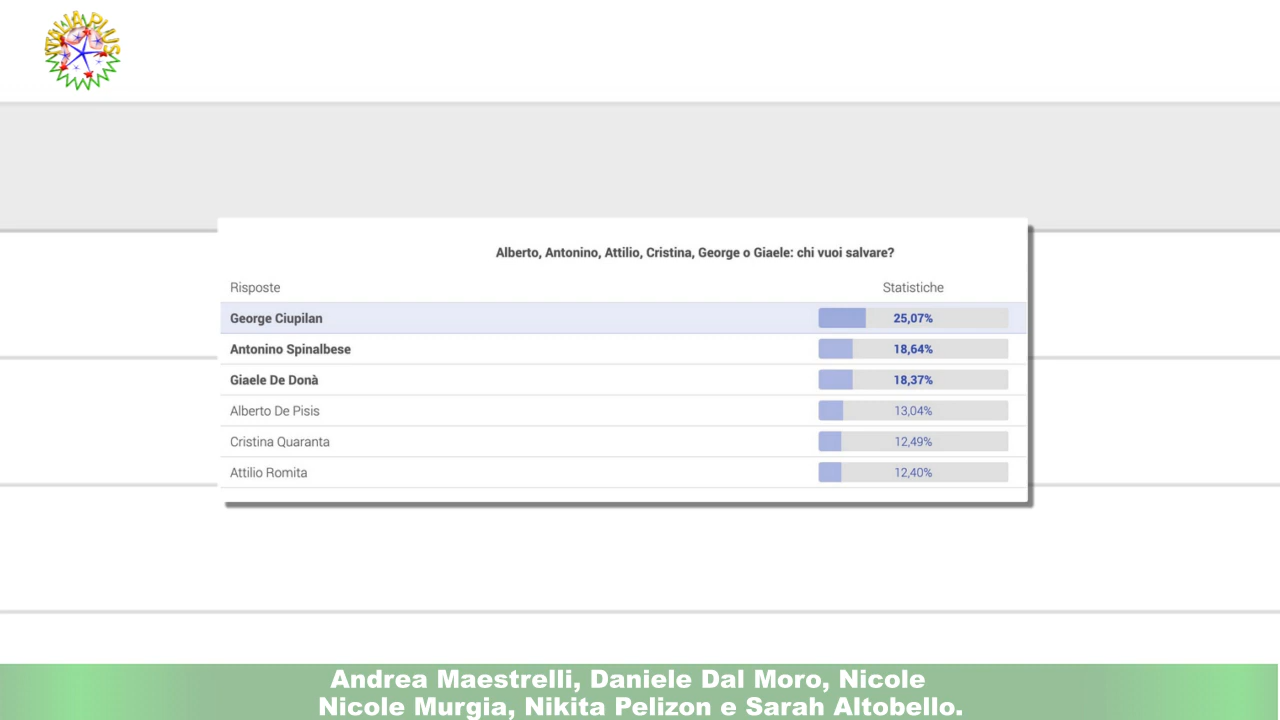 Alberto, Antonino, Attilio, Cristina, George o Giaele: chi vuoi salvare?
Risposte Statistiche
George Ciupilan 25,07%
Antonino Spinalbese 18,64%
Giaele De Donà 18,37%
Alberto De Pisis 13,04%
Cristina Quaranta 12,49%
Attilio Romita 12,40%
Andrea Maestrelli, Daniele Dal Moro, Nicole
Nicole Murgia, Nikita Pelizon e Sarah Altobello.